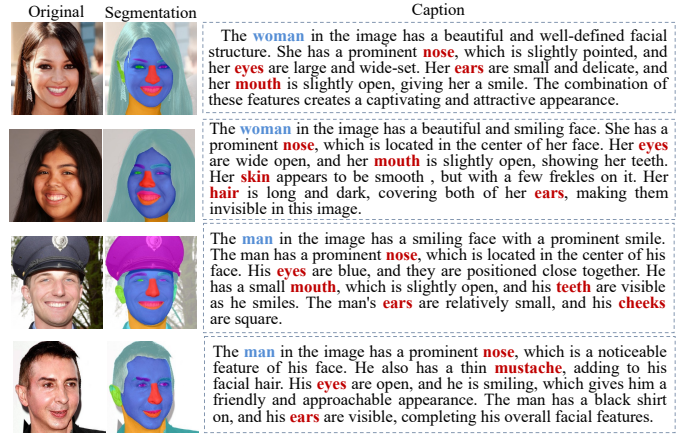 Original Segmentation Caption
The woman in the image has a beautiful and well-defined facial
structure. She has a prominent nose, which is slightly pointed, and
her eyes are large and wide-set. Her ears are small and delicate, and
her mouth is slightly open, giving her a smile. The combination of
these features creates a captivating and attractive appearance.
The woman in the image has a beautiful and smiling face. She has a
prominent nose, which is located in the center of her face. Her eyes
are wide open, and her mouth is slightly open, showing her teeth.
Her skin appears to be smooth , but with a few frekles on it. Her
hair is long and dark, covering both of her ears, making them
invisible in this image.
The man in the image has a smiling face with a prominent smile.
The man has a prominent nose, which is located in the center of his
face. His eyes are blue, and they are positioned close together. He
has a small mouth, which is slightly open, and his teeth are visible
as he smiles. The man's ears are relatively small, and his cheeks
are square.
The man in the image has a prominent nose, which is a noticeable
feature of his face. He also has a thin mustache, adding to his
facial hair. His eyes are open, and he is smiling, which gives him a
friendly and approachable appearance. The man has a black shirt
on, and his ears are visible, completing his overall facial features.